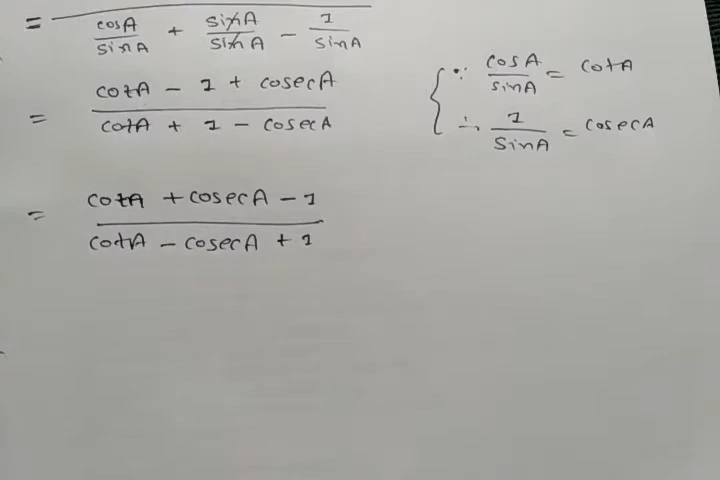 = cosA/sinA + sinA/sinA - 1/sinA
= cotA - 1 + cosecA / cotA + 1 - cosecA
{ ∵ cosA/sinA = cotA
∴ 1/sinA = cosecA
= cotA + cosecA - 1 / cotA - cosecA + 1